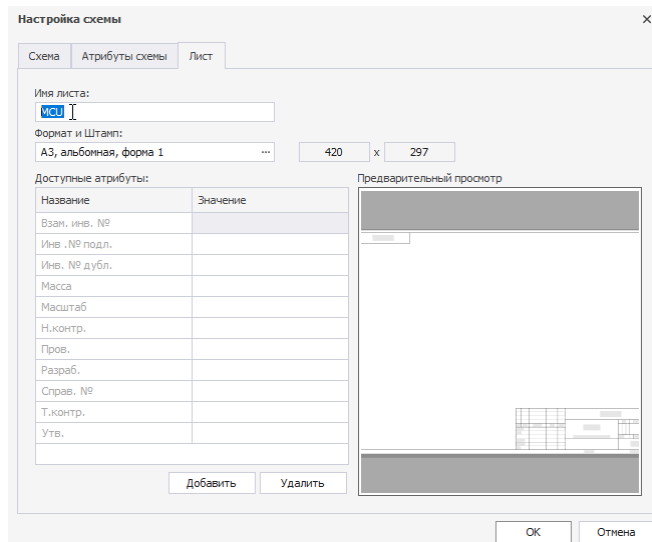 Настройка схемы
Схема Атрибуты схемы Лист
Имя листа:
MCU
Формат и Штамп:
А3, альбомная, форма 1 ... 420 x 297
Доступные атрибуты: Предварительный просмотр
Название Значение
Взам. инв. №
Инв .№ подл.
Инв. № дубл.
Масса
Масштаб
Н.контр.
Пров.
Разраб.
Справ. №
Т.контр.
Утв.
Добавить Удалить
OK Отмена